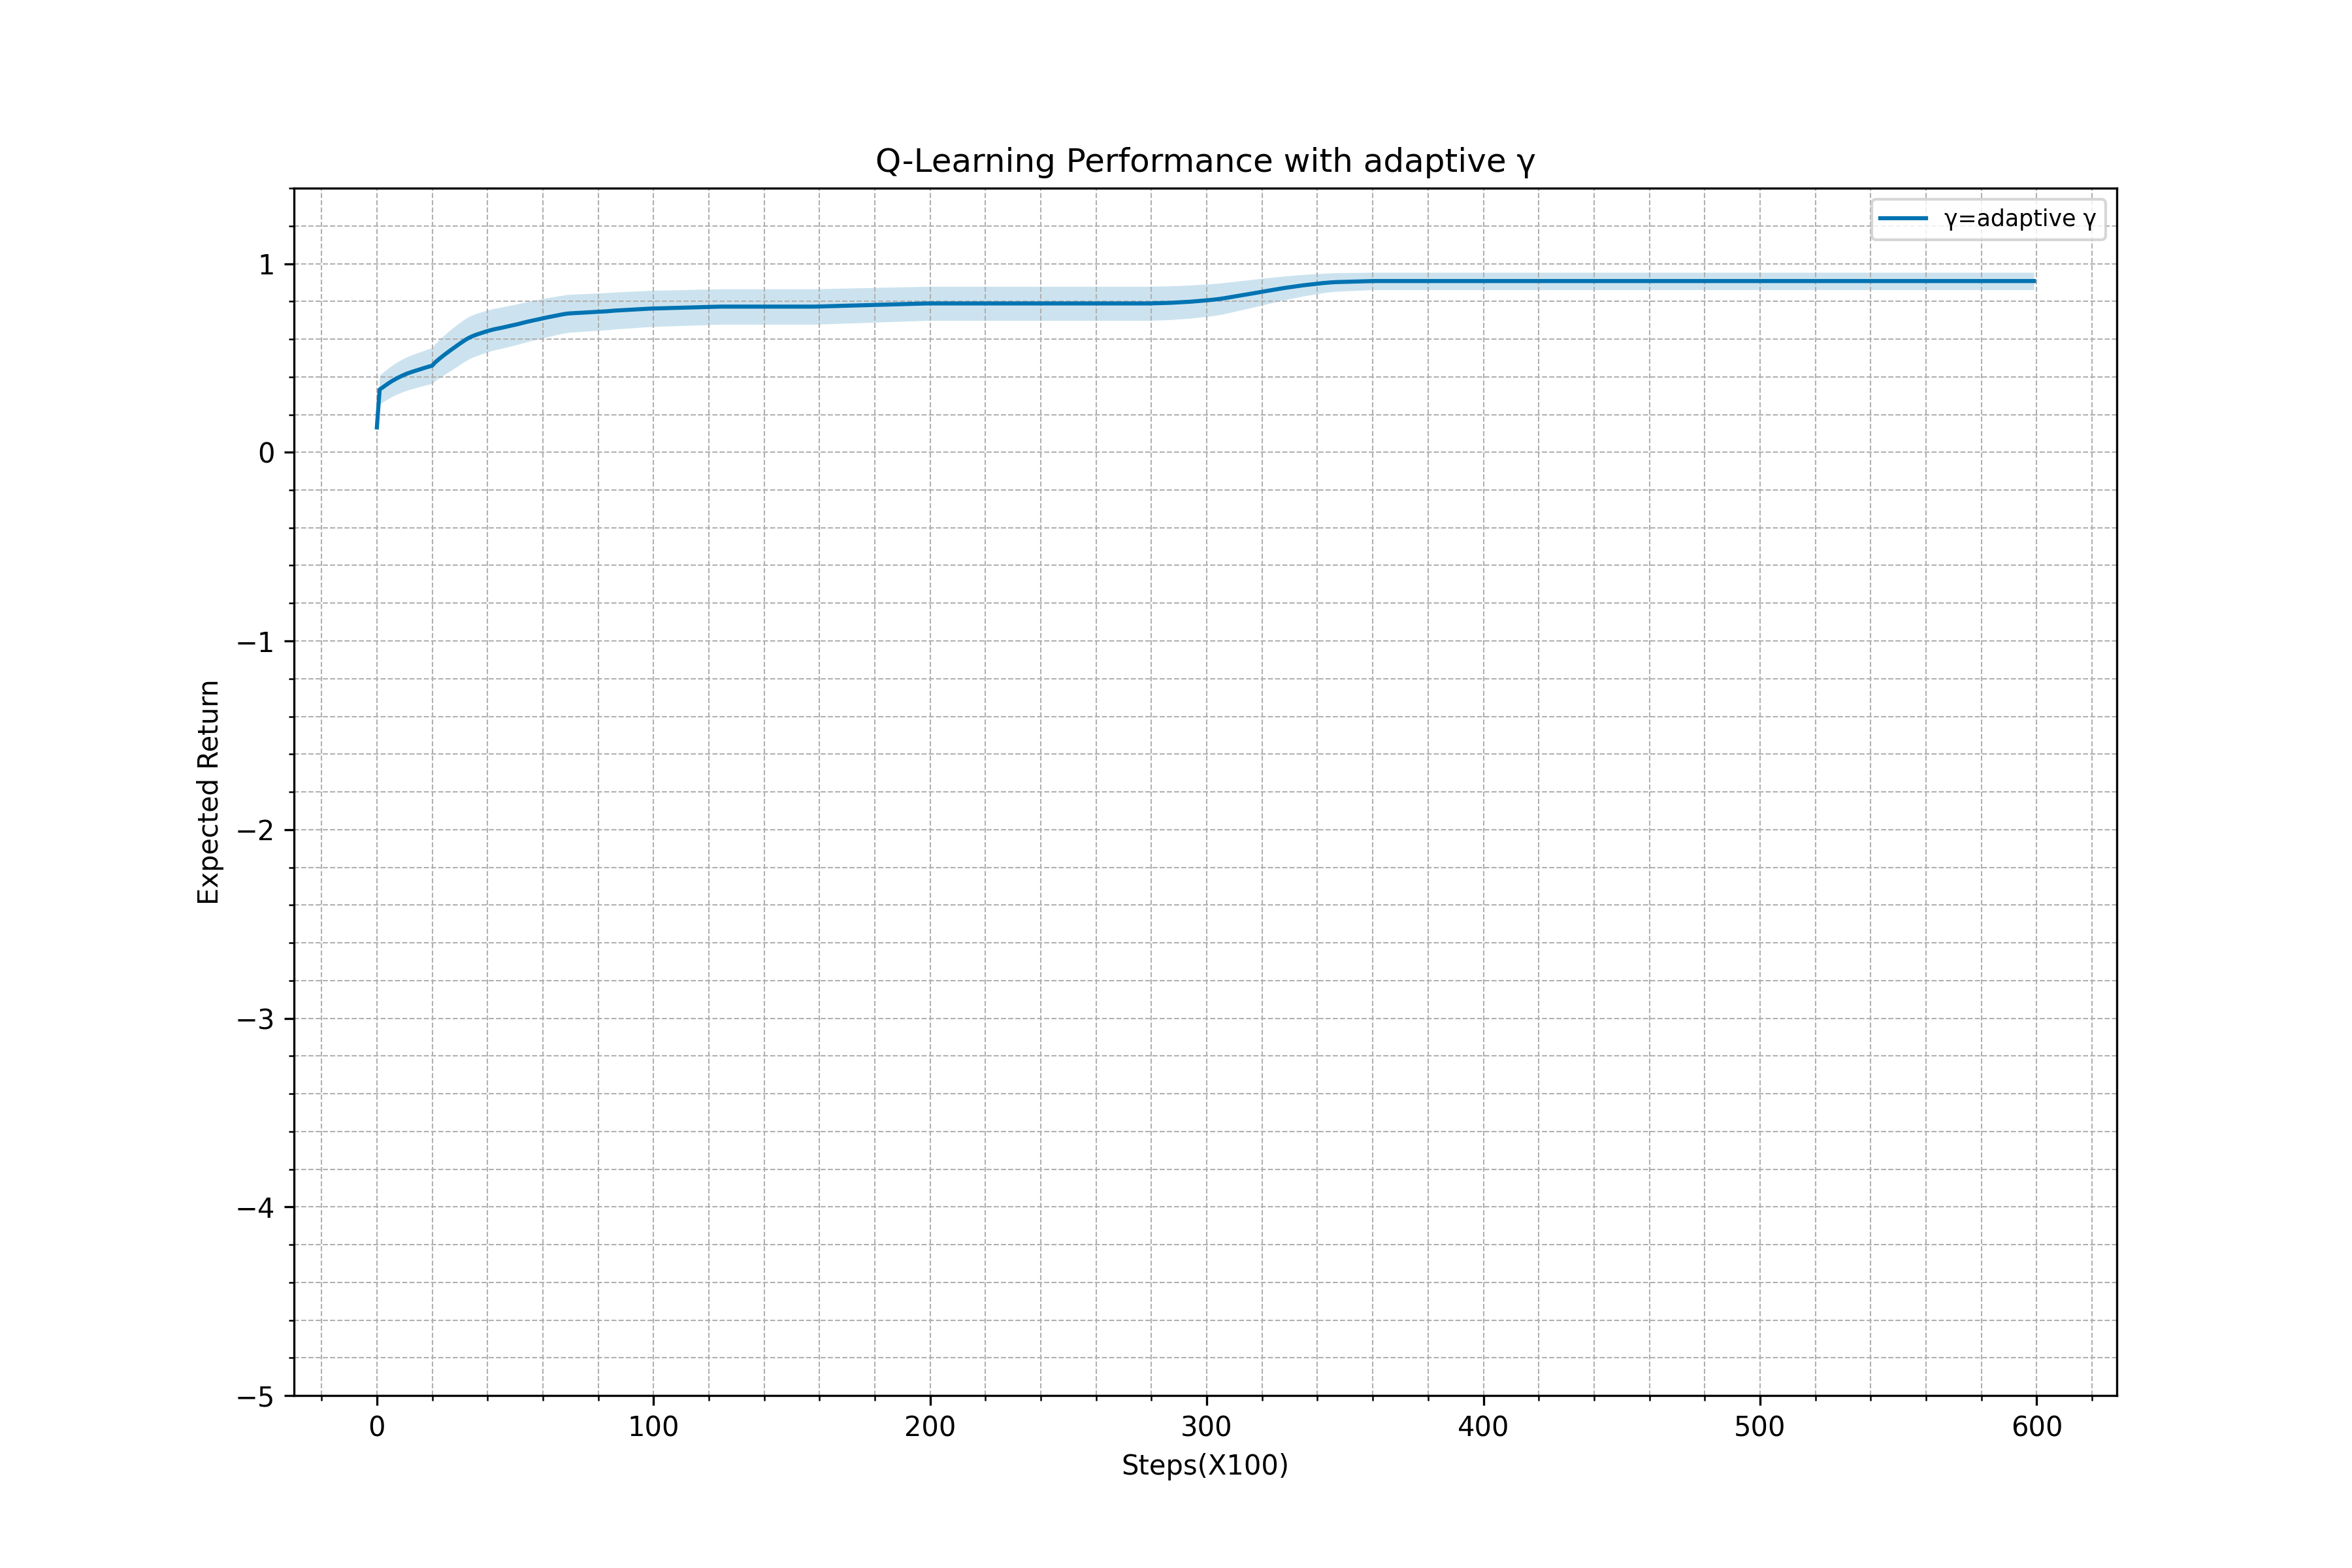 Q-Learning Performance with adaptive γ
γ=adaptive γ
1
0
−1
−2
−3
−4
−5
Expected Return
0 100 200 300 400 500 600
Steps(X100)